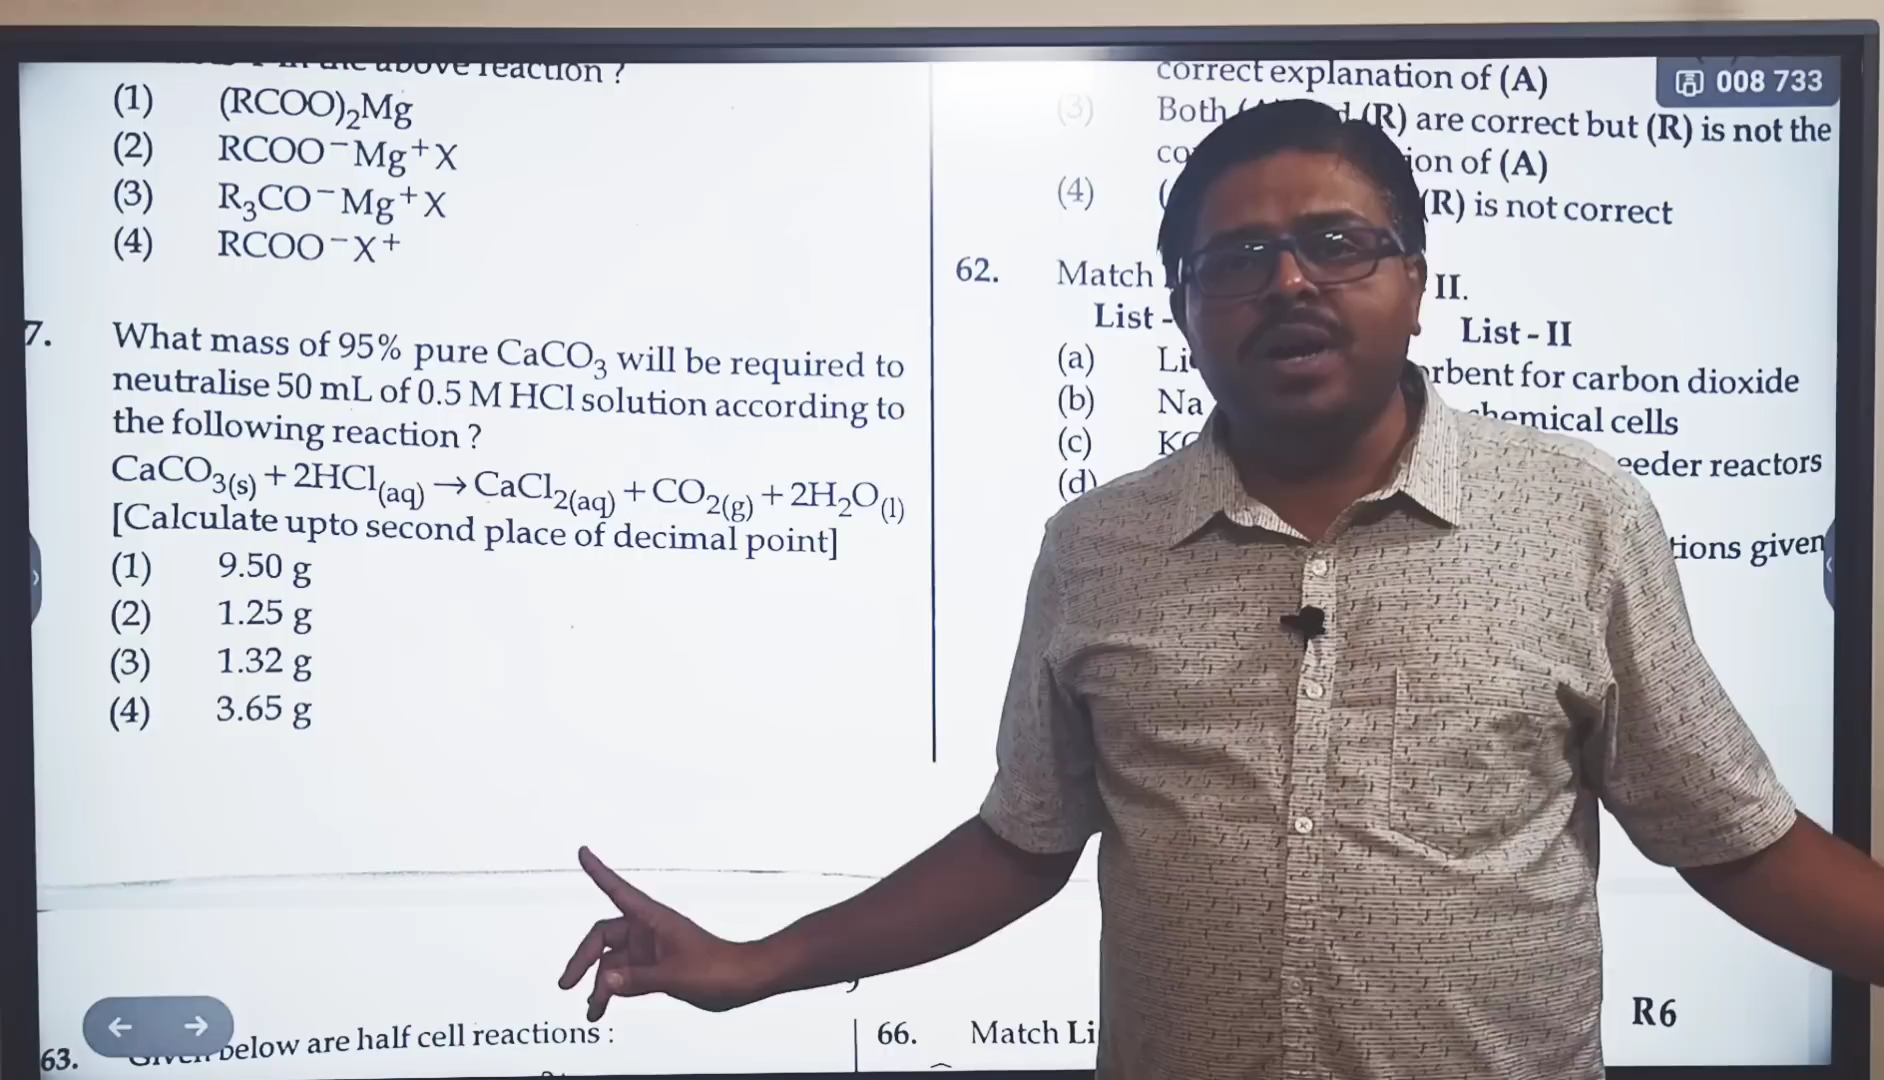 in the above reaction ?
(1) (RCOO)₂Mg
(2) RCOO⁻Mg⁺X
(3) R₃CO⁻Mg⁺X
(4) RCOO⁻X⁺
7. What mass of 95% pure CaCO₃ will be required to
neutralise 50 mL of 0.5 M HCl solution according to
the following reaction ?
CaCO₃(s) + 2HCl(aq) → CaCl₂(aq) + CO₂(g) + 2H₂O(l)
[Calculate upto second place of decimal point]
(1) 9.50 g
(2) 1.25 g
(3) 1.32 g
(4) 3.65 g
63. Given below are half cell reactions :
correct explanation of (A)
008 733
(3) Both (R) are correct but (R) is not the
of (A)
(4) (R) is not correct
62. Match II.
List - List - II
(a) for carbon dioxide
(b) Na cells
(c) reactors
(d)
given
66. Match
R6